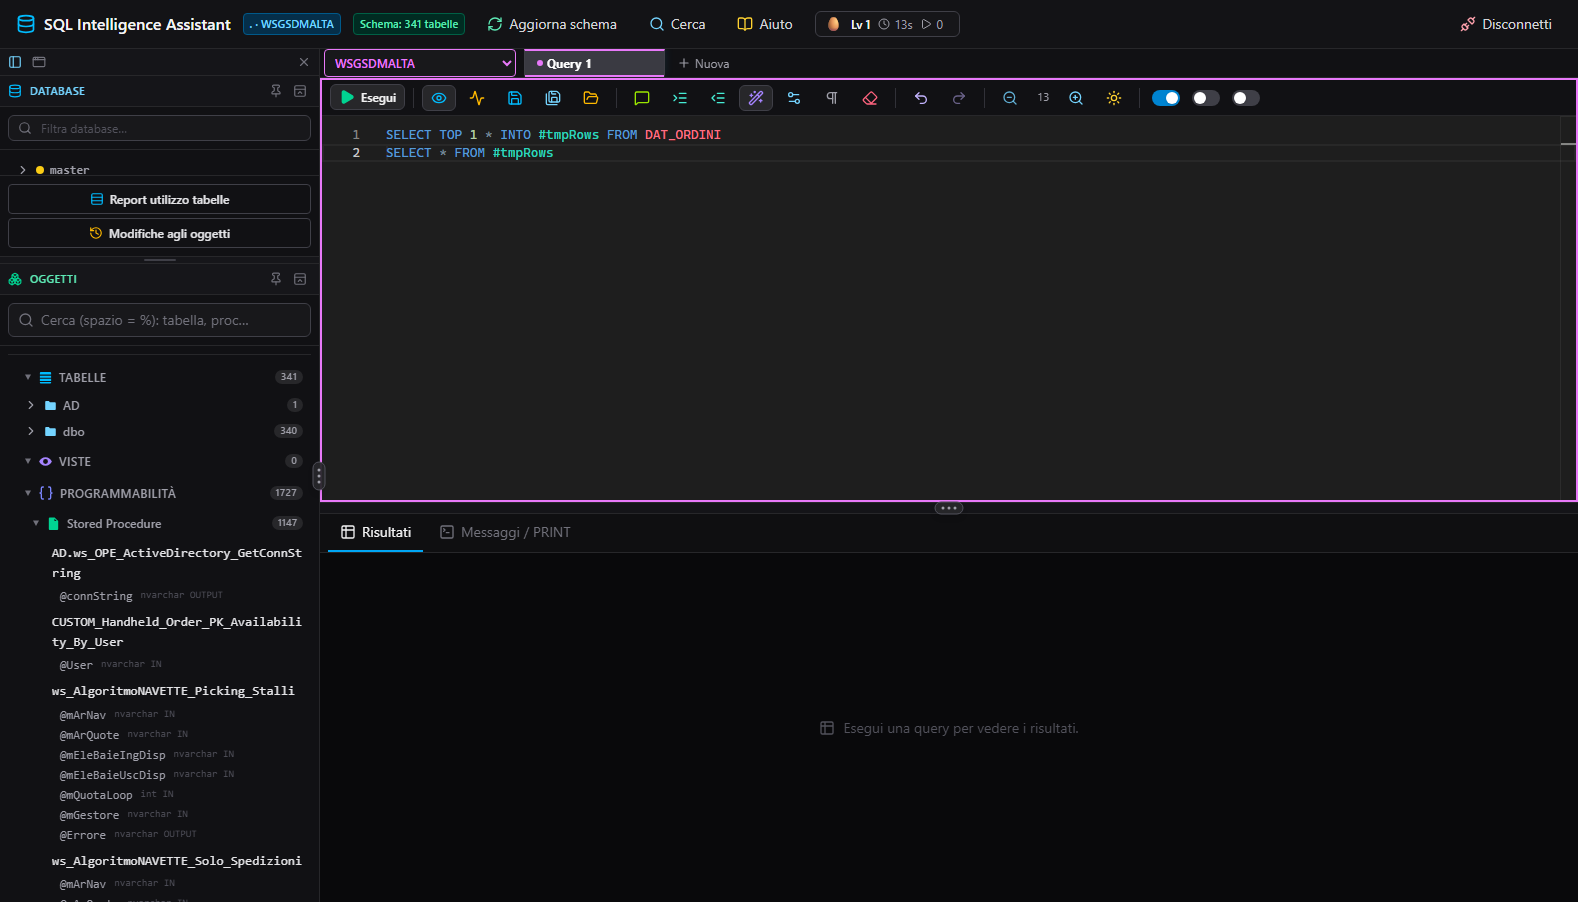 SQL Intelligence Assistant
WSGSDMALTA
Schema: 341 tabelle
Aggiorna schema
Cerca
Aiuto
Lv 1 13s 0
Disconnetti
WSGSDMALTA
Query 1
Nuova
DATABASE
Filtra database...
master
Report utilizzo tabelle
Modifiche agli oggetti
OGGETTI
Cerca (spazio = %): tabella, proc...
TABELLE 341
AD 1
dbo 340
VISTE 0
{ } PROGRAMMABILITÀ 1727
Stored Procedure 1147
AD.ws_OPE_ActiveDirectory_GetConnSt
ring
@connString nvarchar OUTPUT
CUSTOM_Handheld_Order_PK_Availabili
ty_By_User
@User nvarchar IN
ws_AlgoritmoNAVETTE_Picking_Stalli
@mArNav nvarchar IN
@mArQuote nvarchar IN
@mEleBaieIngDisp nvarchar IN
@mEleBaieUscDisp nvarchar IN
@mQuotaLoop int IN
@mGestore nvarchar IN
@Errore nvarchar OUTPUT
ws_AlgoritmoNAVETTE_Solo_Spedizioni
@mArNav nvarchar IN
Esegui
13
1 SELECT TOP 1 * INTO #tmpRows FROM DAT_ORDINI
2 SELECT * FROM #tmpRows
Risultati
Messaggi / PRINT
Esegui una query per vedere i risultati.